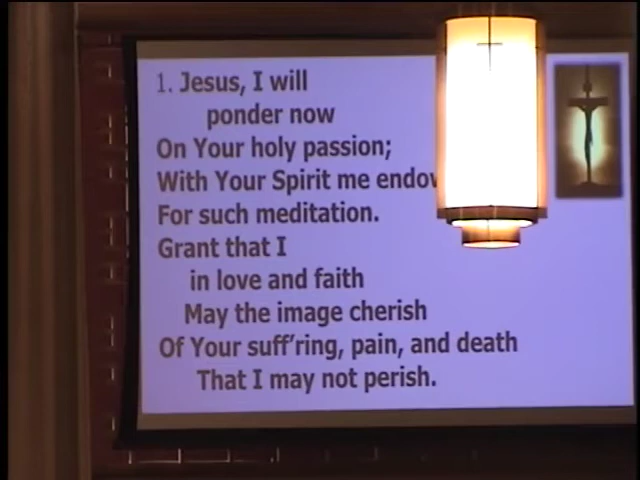 1. Jesus, I will
ponder now
On Your holy passion;
With Your Spirit me
For such meditation.
Grant that I
in love and faith
May the image cherish
Of Your suff'ring, pain, and death
That I may not perish.